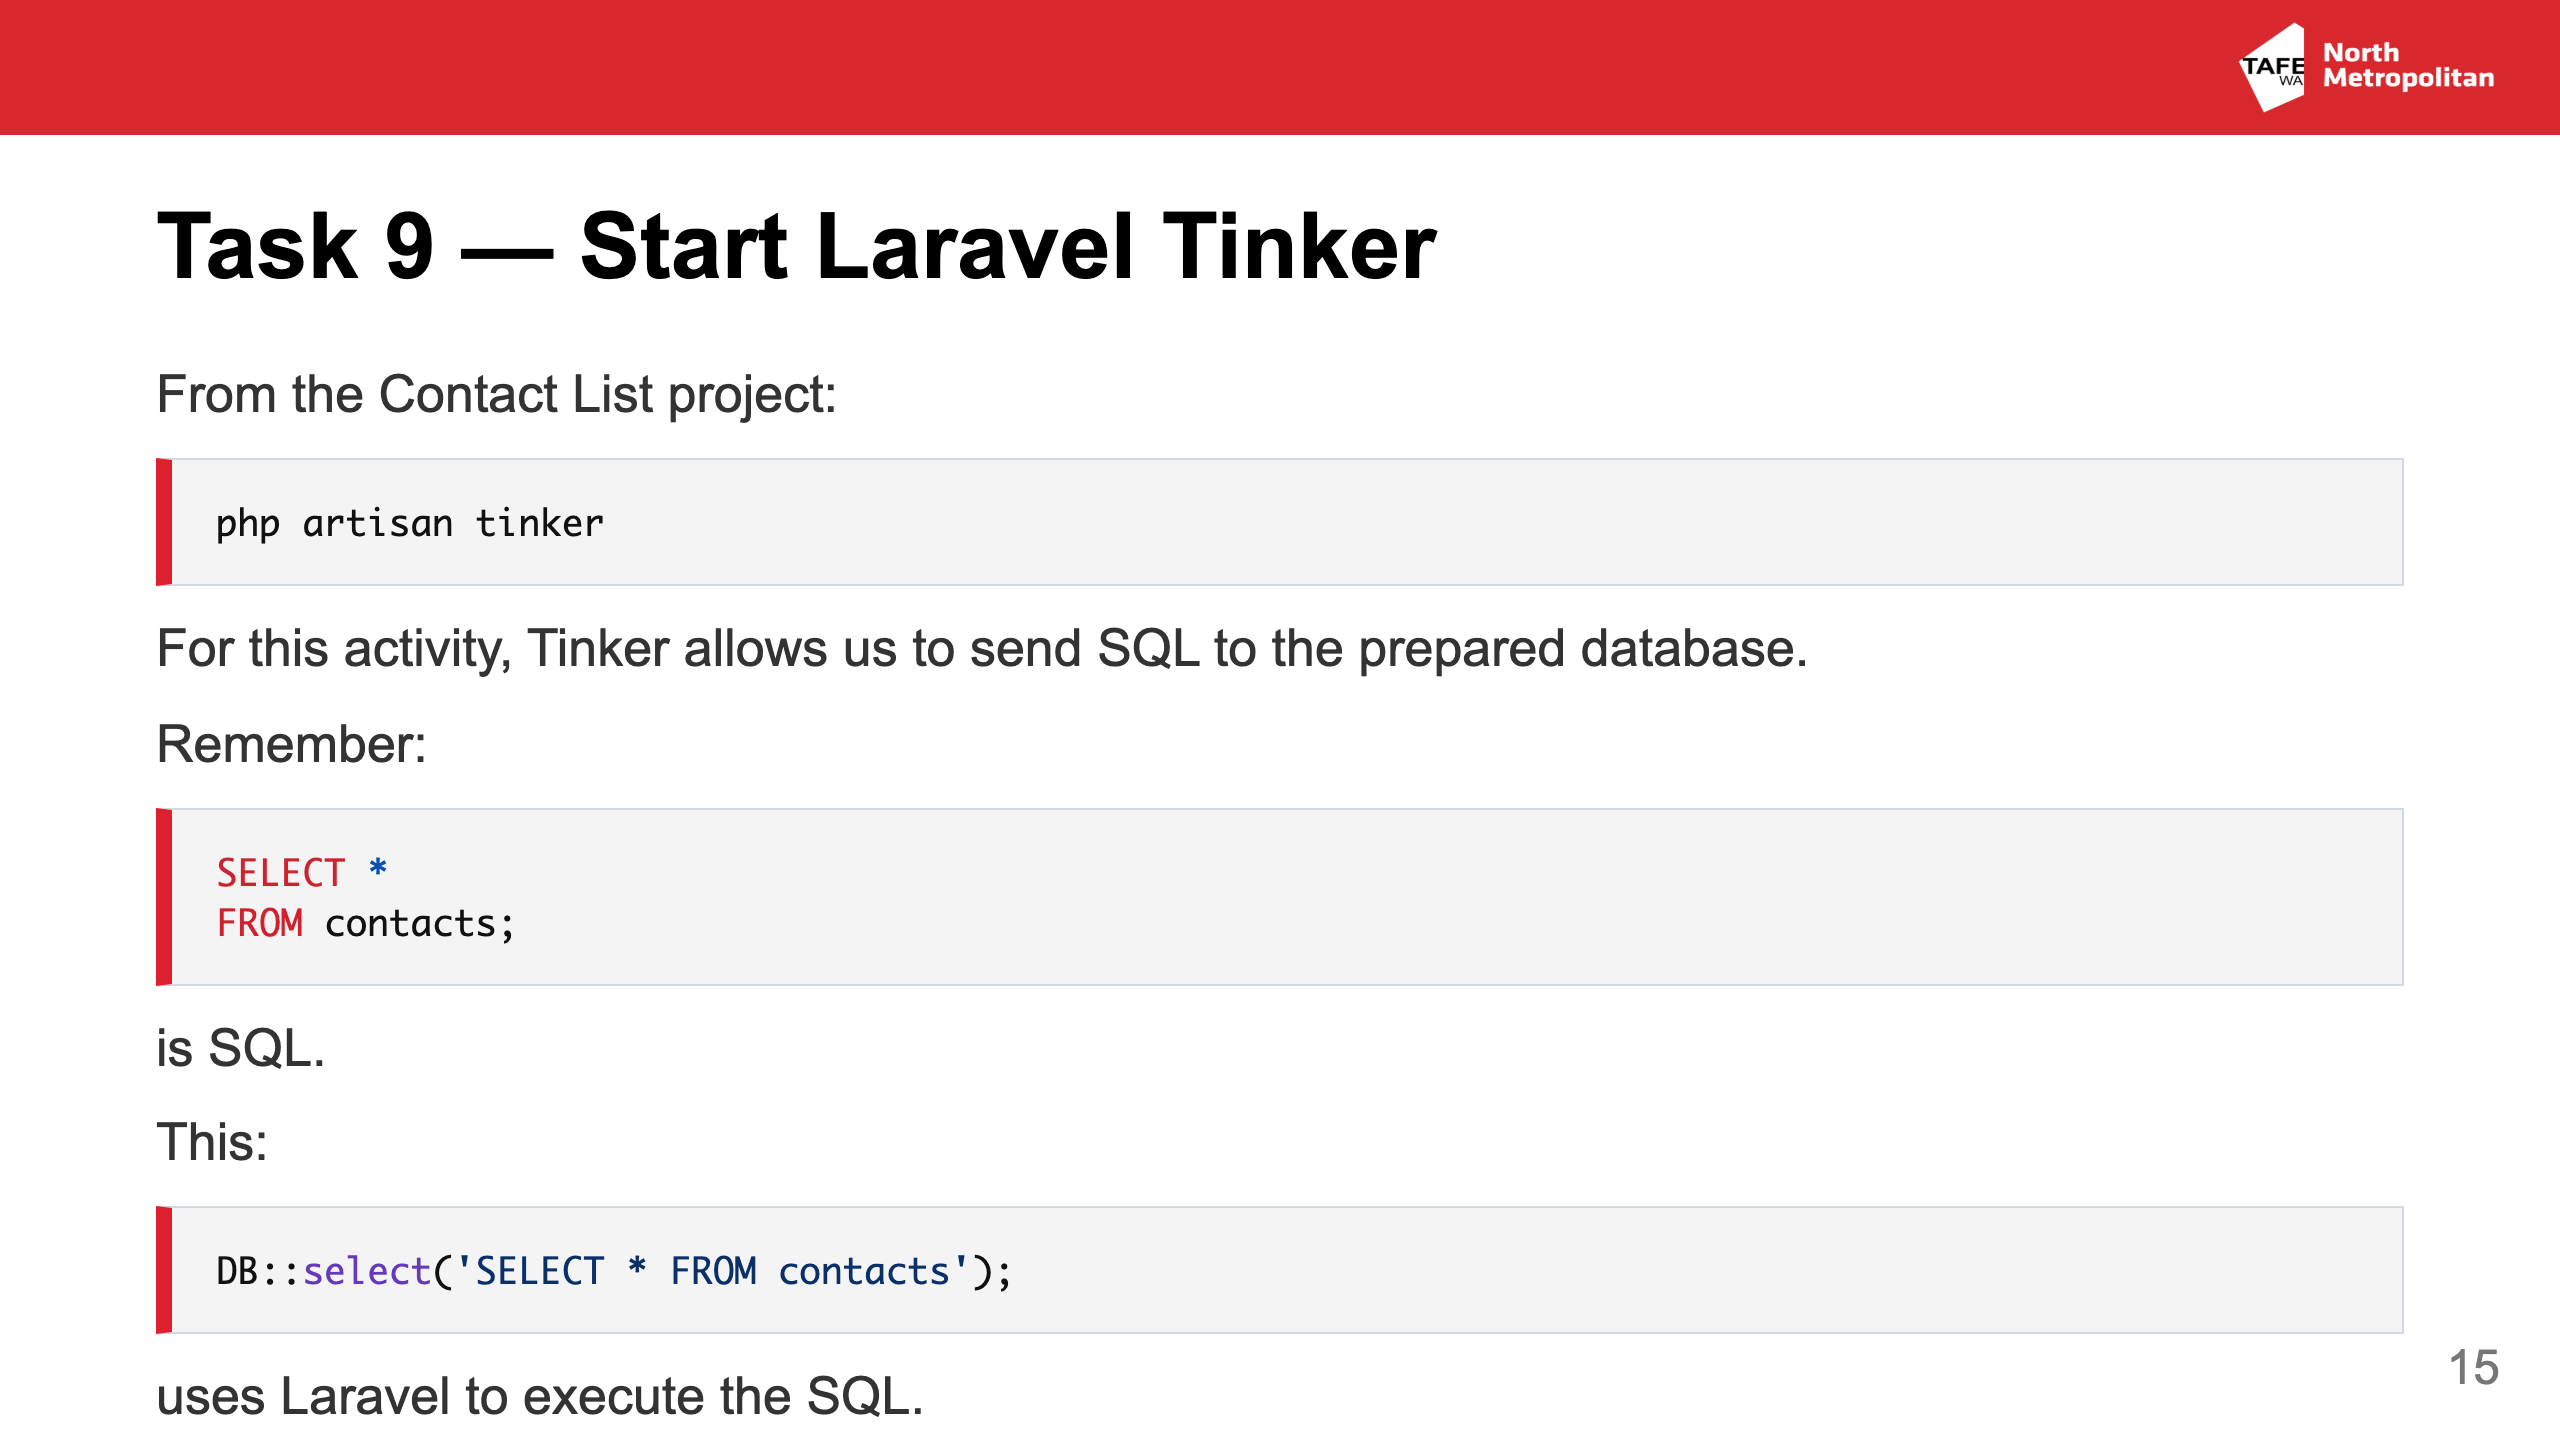 TAFE
WA
North
Metropolitan
Task 9 — Start Laravel Tinker
From the Contact List project:
php artisan tinker
For this activity, Tinker allows us to send SQL to the prepared database.
Remember:
SELECT *
FROM contacts;
is SQL.
This:
DB::select('SELECT * FROM contacts');
uses Laravel to execute the SQL.
15